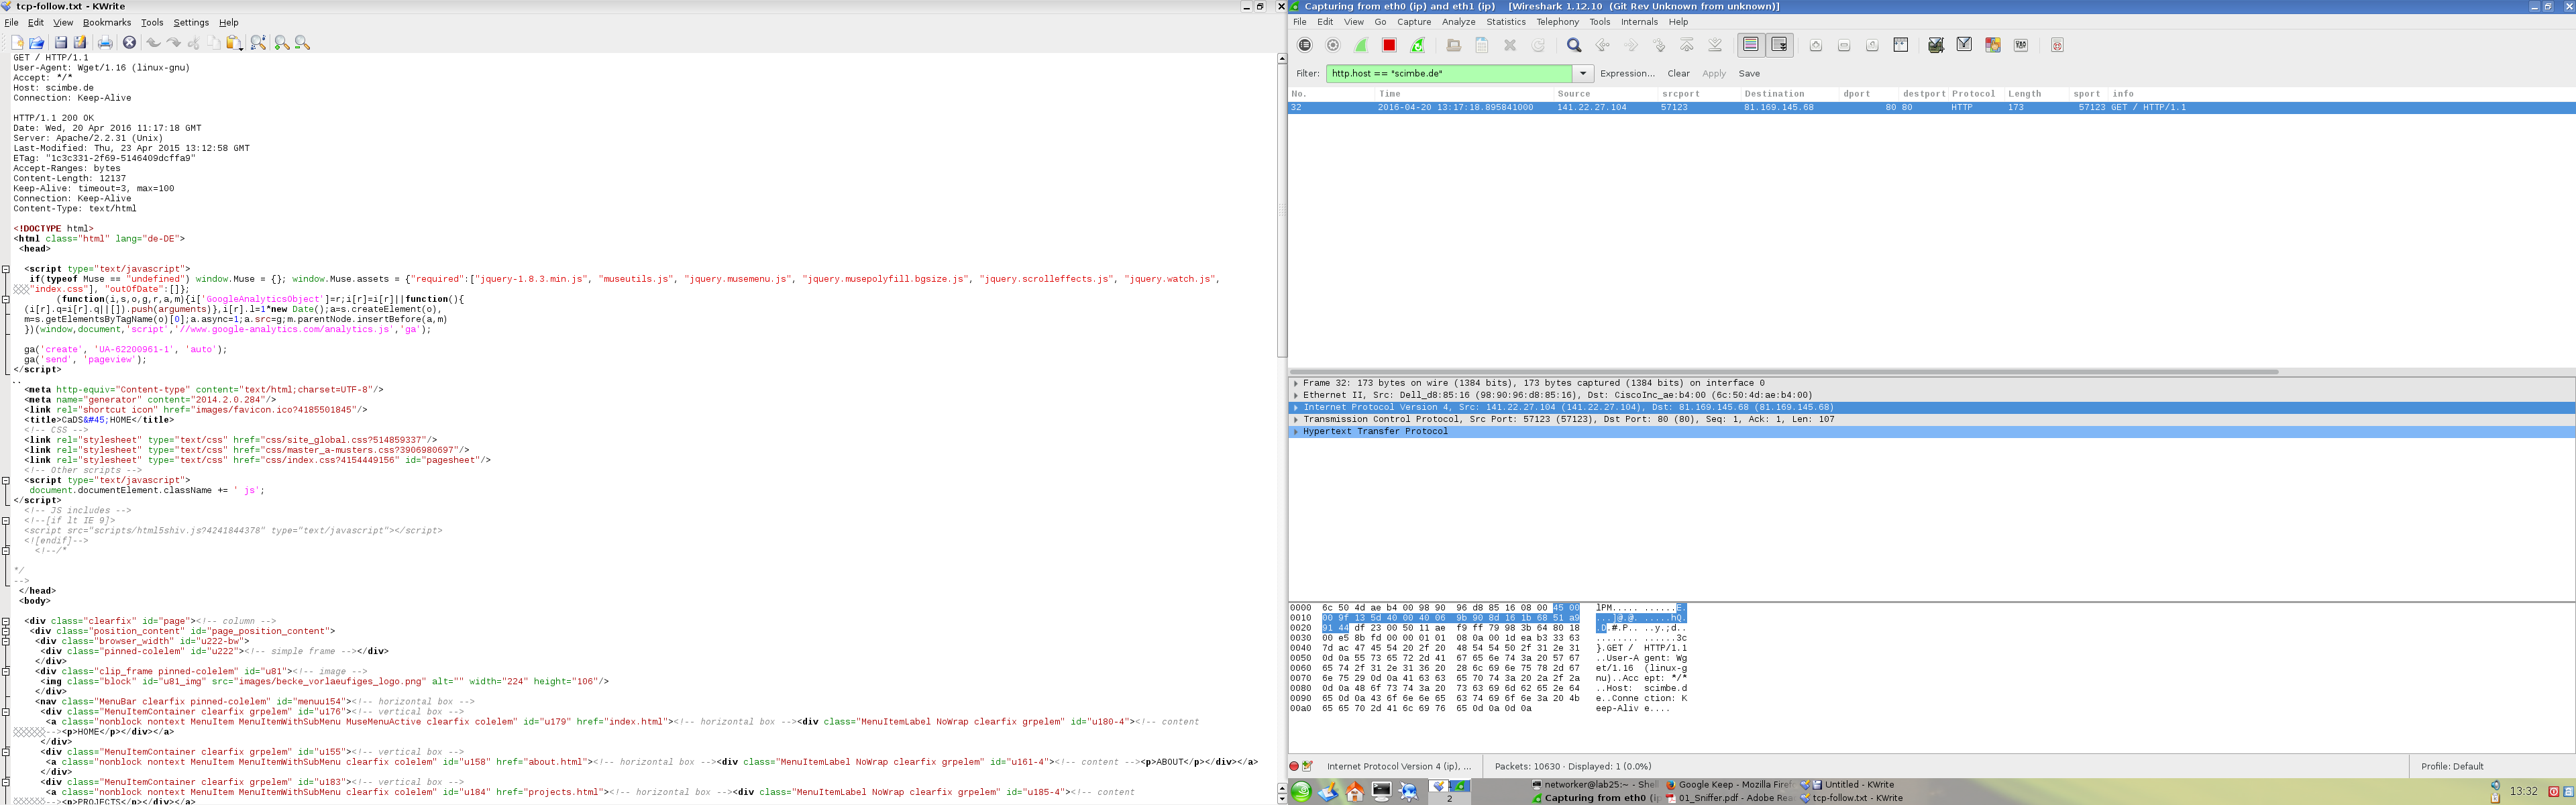 tcp-follow.txt - KWrite
File Edit View Bookmarks Tools Settings Help
GET / HTTP/1.1
User-Agent: Wget/1.16 (linux-gnu)
Accept: */*
Host: scimbe.de
Connection: Keep-Alive
HTTP/1.1 200 OK
Date: Wed, 20 Apr 2016 11:17:18 GMT
Server: Apache/2.2.31 (Unix)
Last-Modified: Thu, 23 Apr 2015 13:12:58 GMT
ETag: "1c3c331-2f69-5146409dcffa9"
Accept-Ranges: bytes
Content-Length: 12137
Keep-Alive: timeout=3, max=100
Connection: Keep-Alive
Content-Type: text/html
<!DOCTYPE html>
<html class="html" lang="de-DE">
<head>
<script type="text/javascript">
if(typeof Muse == "undefined") window.Muse = {}; window.Muse.assets = {"required":["jquery-1.8.3.min.js", "museutils.js", "jquery.musemenu.js", "jquery.musepolyfill.bgsize.js", "jquery.scrolleffects.js", "jquery.watch.js",
"index.css"], "outOfDate":[]};
(function(i,s,o,g,r,a,m){i['GoogleAnalyticsObject']=r;i[r]=i[r]||function(){
(i[r].q=i[r].q||[]).push(arguments)},i[r].l=1*new Date();a=s.createElement(o),
m=s.getElementsByTagName(o)[0];a.async=1;a.src=g;m.parentNode.insertBefore(a,m)
})(window,document,'script','//www.google-analytics.com/analytics.js','ga');
ga('create', 'UA-62200961-1', 'auto');
ga('send', 'pageview');
</script>
..
<meta http-equiv="Content-type" content="text/html;charset=UTF-8"/>
<meta name="generator" content="2014.2.0.284"/>
<link rel="shortcut icon" href="images/favicon.ico?4185501845"/>
<title>CaDS&#45;HOME</title>
<!-- CSS -->
<link rel="stylesheet" type="text/css" href="css/site_global.css?514859337"/>
<link rel="stylesheet" type="text/css" href="css/master_a-musters.css?3906980697"/>
<link rel="stylesheet" type="text/css" href="css/index.css?4154449156" id="pagesheet"/>
<!-- Other scripts -->
<script type="text/javascript">
document.documentElement.className += ' js';
</script>
<!-- JS includes -->
<!--[if lt IE 9]>
<script src="scripts/html5shiv.js?4241844378" type="text/javascript"></script>
<![endif]-->
<!--/*
*/
-->
</head>
<body>
<div class="clearfix" id="page"><!-- column -->
<div class="position_content" id="page_position_content">
<div class="browser_width" id="u222-bw">
<div class="pinned-colelem" id="u222"><!-- simple frame --></div>
</div>
<div class="clip_frame pinned-colelem" id="u81"><!-- image -->
<img class="block" id="u81_img" src="images/becke_vorlaeufiges_logo.png" alt="" width="224" height="106"/>
</div>
<nav class="MenuBar clearfix pinned-colelem" id="menuu154"><!-- horizontal box -->
<div class="MenuItemContainer clearfix grpelem" id="u176"><!-- vertical box -->
<a class="nonblock nontext MenuItem MenuItemWithSubMenu MuseMenuActive clearfix colelem" id="u179" href="index.html"><!-- horizontal box --><div class="MenuItemLabel NoWrap clearfix grpelem" id="u180-4"><!-- content
--><p>HOME</p></div></a>
</div>
<div class="MenuItemContainer clearfix grpelem" id="u155"><!-- vertical box -->
<a class="nonblock nontext MenuItem MenuItemWithSubMenu clearfix colelem" id="u158" href="about.html"><!-- horizontal box --><div class="MenuItemLabel NoWrap clearfix grpelem" id="u161-4"><!-- content --><p>ABOUT</p></div></a>
</div>
<div class="MenuItemContainer clearfix grpelem" id="u183"><!-- vertical box -->
<a class="nonblock nontext MenuItem MenuItemWithSubMenu clearfix colelem" id="u184" href="projects.html"><!-- horizontal box --><div class="MenuItemLabel NoWrap clearfix grpelem" id="u185-4"><!-- content
--><p>PROJECTS</p></div></a>
Capturing from eth0 (ip) and eth1 (ip) [Wireshark 1.12.10 (Git Rev Unknown from unknown)]
File Edit View Go Capture Analyze Statistics Telephony Tools Internals Help
Filter: http.host == "scimbe.de" Expression... Clear Apply Save
No. Time Source srcport Destination dport destport Protocol Length sport info
32 2016-04-20 13:17:18.895841000 141.22.27.104 57123 81.169.145.68 80 80 HTTP 173 57123 GET / HTTP/1.1
Frame 32: 173 bytes on wire (1384 bits), 173 bytes captured (1384 bits) on interface 0
Ethernet II, Src: Dell_d8:85:16 (98:90:96:d8:85:16), Dst: CiscoInc_ae:b4:00 (6c:50:4d:ae:b4:00)
Internet Protocol Version 4, Src: 141.22.27.104 (141.22.27.104), Dst: 81.169.145.68 (81.169.145.68)
Transmission Control Protocol, Src Port: 57123 (57123), Dst Port: 80 (80), Seq: 1, Ack: 1, Len: 107
Hypertext Transfer Protocol
0000 6c 50 4d ae b4 00 98 90 96 d8 85 16 08 00 45 00 lPM..... ......E.
0010 00 9f 13 5d 40 00 40 06 9b 90 8d 16 1b 68 51 a9 ...]@.@. .....hQ.
0020 91 44 df 23 00 50 11 ae f9 ff 79 98 3b 64 80 18 .D.#.P.. ..y.;d..
0030 00 e5 8b fd 00 00 01 01 08 0a 00 1d ea b3 33 63 ........ ......3c
0040 7d ac 47 45 54 20 2f 20 48 54 54 50 2f 31 2e 31 }.GET / HTTP/1.1
0050 0d 0a 55 73 65 72 2d 41 67 65 6e 74 3a 20 57 67 ..User-A gent: Wg
0060 65 74 2f 31 2e 31 36 20 28 6c 69 6e 75 78 2d 67 et/1.16 (linux-g
0070 6e 75 29 0d 0a 41 63 63 65 70 74 3a 20 2a 2f 2a nu)..Acc ept: */*
0080 0d 0a 48 6f 73 74 3a 20 73 63 69 6d 62 65 2e 64 ..Host: scimbe.d
0090 65 0d 0a 43 6f 6e 6e 65 63 74 69 6f 6e 3a 20 4b e..Conne ction: K
00a0 65 65 70 2d 41 6c 69 76 65 0d 0a 0d 0a eep-Aliv e....
Internet Protocol Version 4 (ip), ... Packets: 10630 · Displayed: 1 (0.0%) Profile: Default
2
networker@lab25:~ - Shel Google Keep - Mozilla Firef Untitled - KWrite
Capturing from eth0 (ip 01_Sniffer.pdf - Adobe Rea tcp-follow.txt - KWrite
13:32